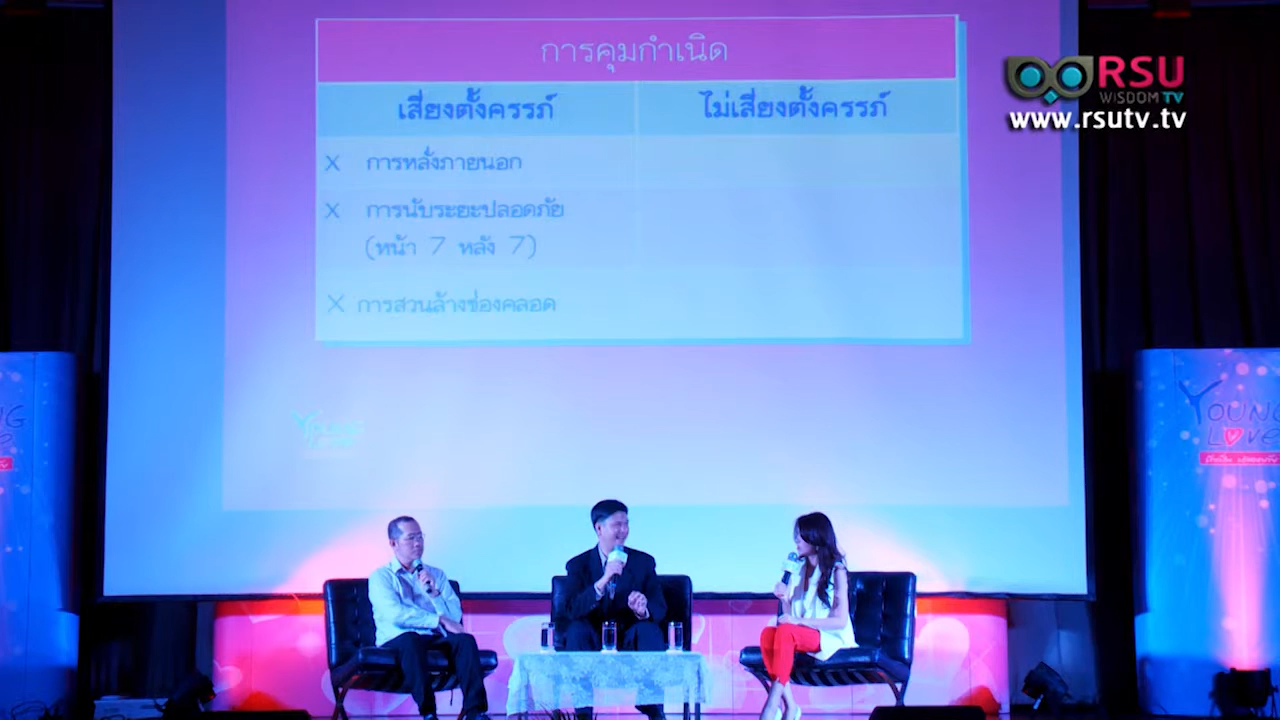 การคุมกำเนิด
เสี่ยงตั้งครรภ์
ไม่เสี่ยงตั้งครรภ์
X การหลั่งภายนอก
X การนับระยะปลอดภัย
(หน้า 7 หลัง 7)
X การสวนล้างช่องคลอด
RSU
WISDOM TV
www.rsutv.tv
YOUNG
LOVE